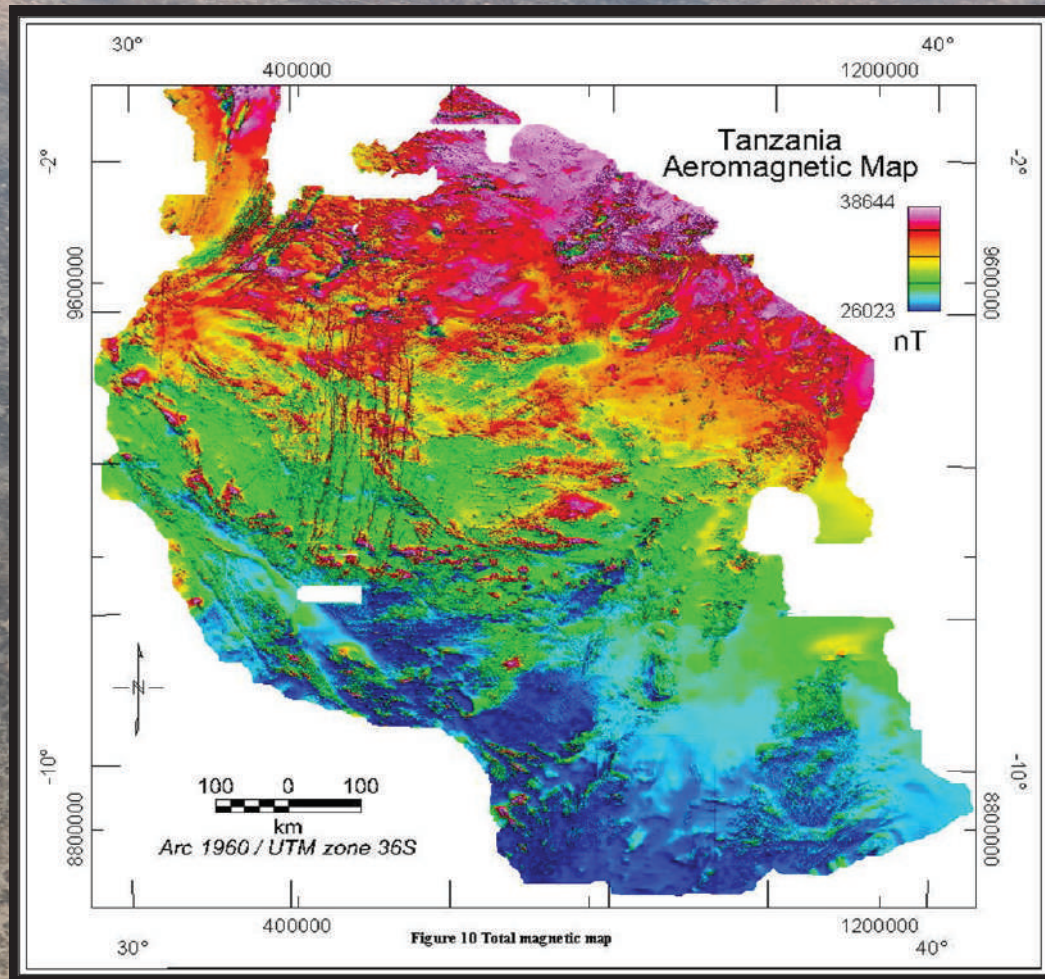 30°
40°
400000
1200000
Tanzania
Aeromagnetic Map
-2°
-2°
38644
9600000
9600000
26023
nT
-10°
-10°
100 0 100
km
8800000
8800000
Arc 1960 / UTM zone 36S
N
400000
1200000
Figure 10 Total magnetic map
30°
40°